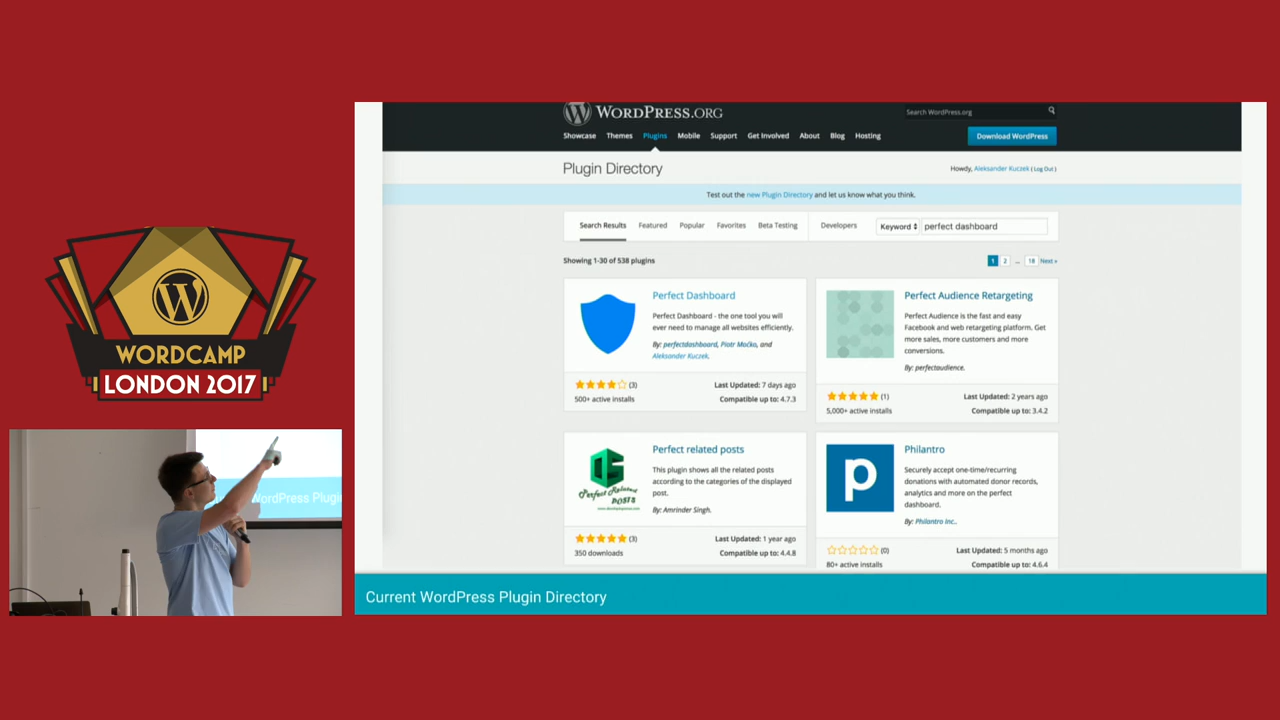 WORDPRESS.ORG
Search WordPress.org
Showcase Themes Plugins Mobile Support Get Involved About Blog Hosting
Download WordPress
Plugin Directory
Howdy, Aleksander Kuczek ( Log Out )
Test out the new Plugin Directory and let us know what you think.
Search Results Featured Popular Favorites Beta Testing Developers
Keyword perfect dashboard
Showing 1-30 of 538 plugins
1 2 ... 18 Next »
Perfect Dashboard
Perfect Dashboard - the one tool you will
ever need to manage all websites efficiently.
By: perfectdashboard, Piotr Moćko, and
Aleksander Kuczek.
(3)
Last Updated: 7 days ago
500+ active installs
Compatible up to: 4.7.3
Perfect Audience Retargeting
Perfect Audience is the fast and easy
Facebook and web retargeting platform. Get
more sales, more customers and more
conversions.
By: perfectaudience.
(1)
Last Updated: 2 years ago
5,000+ active installs
Compatible up to: 3.4.2
Perfect Related
POSTS
Perfect related posts
This plugin shows all the related posts
according to the categories of the displayed
post.
By: Amrinder Singh.
(3)
Last Updated: 1 year ago
350 downloads
Compatible up to: 4.4.8
p
Philantro
Securely accept one-time/recurring
donations with automated donor records,
analytics and more on the perfect
dashboard.
By: Philantro Inc..
(0)
Last Updated: 5 months ago
80+ active installs
Compatible up to: 4.6.4
Current WordPress Plugin Directory
W
WORDCAMP
LONDON 2017
WordPress Plugi